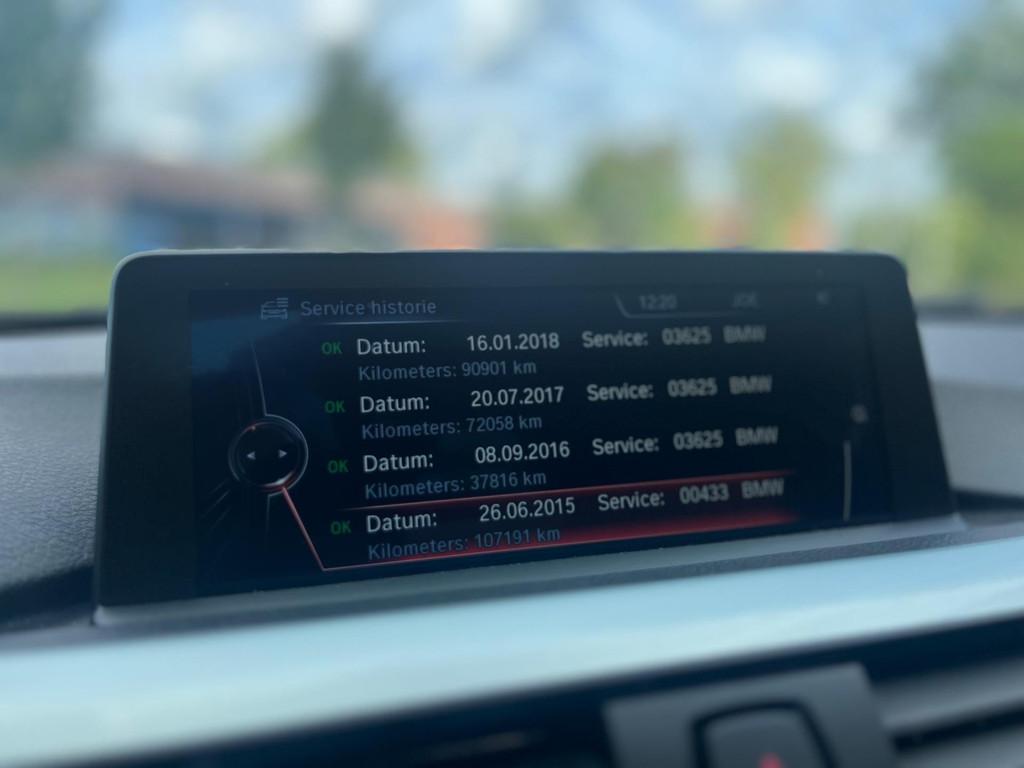 Service historie 12:20
OK Datum: 16.01.2018 Service: 03625 BMW
Kilometers: 90901 km
OK Datum: 20.07.2017 Service: 03625 BMW
Kilometers: 72058 km
OK Datum: 08.09.2016 Service: 03625 BMW
Kilometers: 37816 km
OK Datum: 26.06.2015 Service: 00433 BMW
Kilometers: 107191 km